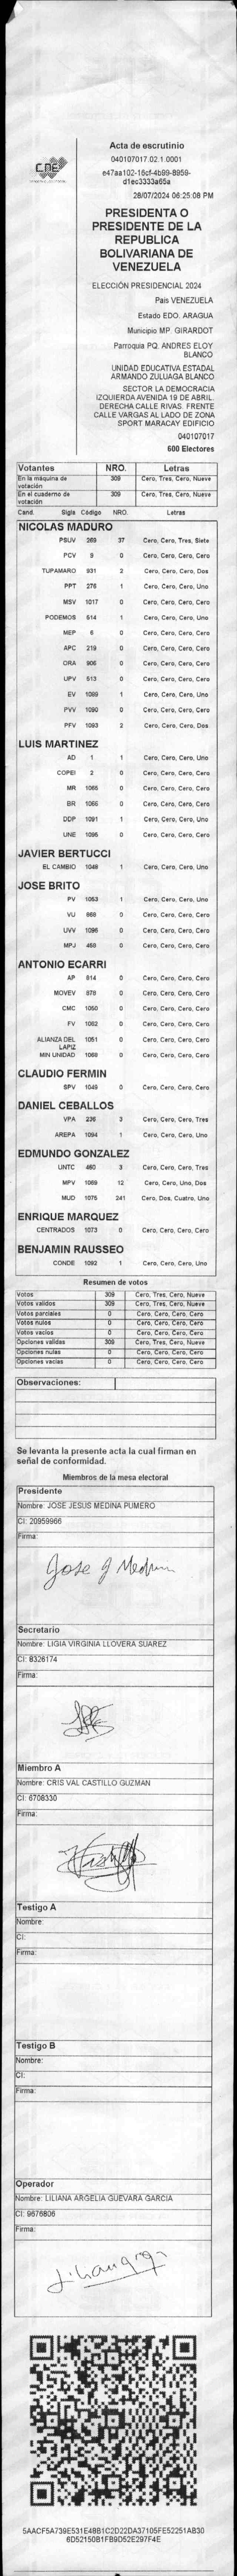 CNE
Acta de escrutinio
040107017.02.1.0001
e47aa102-16cf-4b99-8959-
d1ec3333a65a
28/07/2024 06:25:08 PM
PRESIDENTA O
PRESIDENTE DE LA
REPUBLICA
BOLIVARIANA DE
VENEZUELA
ELECCIÓN PRESIDENCIAL 2024
País VENEZUELA
Estado EDO. ARAGUA
Municipio MP. GIRARDOT
Parroquia PQ. ANDRES ELOY
BLANCO
UNIDAD EDUCATIVA ESTADAL
ARMANDO ZULUAGA BLANCO
SECTOR LA DEMOCRACIA
IZQUIERDA AVENIDA 19 DE ABRIL.
DERECHA CALLE RIVAS. FRENTE
CALLE VARGAS AL LADO DE ZONA
SPORT MARACAY EDIFICIO
040107017
600 Electores
Votantes NRO. Letras
En la máquina de votación 309 Cero, Tres, Cero, Nueve
En el cuaderno de votación 309 Cero, Tres, Cero, Nueve
Cand. Sigla Código NRO. Letras
NICOLAS MADURO
PSUV 269 37 Cero, Cero, Tres, Siete
PCV 9 0 Cero, Cero, Cero, Cero
TUPAMARO 931 2 Cero, Cero, Cero, Dos
PPT 276 1 Cero, Cero, Cero, Uno
MSV 1017 0 Cero, Cero, Cero, Cero
PODEMOS 514 1 Cero, Cero, Cero, Uno
MEP 6 0 Cero, Cero, Cero, Cero
APC 219 0 Cero, Cero, Cero, Cero
ORA 906 0 Cero, Cero, Cero, Cero
UPV 513 0 Cero, Cero, Cero, Cero
EV 1089 1 Cero, Cero, Cero, Uno
PVV 1090 0 Cero, Cero, Cero, Cero
PFV 1093 2 Cero, Cero, Cero, Dos
LUIS MARTINEZ
AD 1 1 Cero, Cero, Cero, Uno
COPEI 2 0 Cero, Cero, Cero, Cero
MR 1065 0 Cero, Cero, Cero, Cero
BR 1066 0 Cero, Cero, Cero, Cero
DDP 1091 1 Cero, Cero, Cero, Uno
UNE 1095 0 Cero, Cero, Cero, Cero
JAVIER BERTUCCI
EL CAMBIO 1048 1 Cero, Cero, Cero, Uno
JOSE BRITO
PV 1053 1 Cero, Cero, Cero, Uno
VU 868 0 Cero, Cero, Cero, Cero
UVV 1096 0 Cero, Cero, Cero, Cero
MPJ 458 0 Cero, Cero, Cero, Cero
ANTONIO ECARRI
AP 814 0 Cero, Cero, Cero, Cero
MOVEV 878 0 Cero, Cero, Cero, Cero
CMC 1050 0 Cero, Cero, Cero, Cero
FV 1062 0 Cero, Cero, Cero, Cero
ALIANZA DEL LAPIZ 1051 0 Cero, Cero, Cero, Cero
MIN UNIDAD 1068 0 Cero, Cero, Cero, Cero
CLAUDIO FERMIN
SPV 1049 0 Cero, Cero, Cero, Cero
DANIEL CEBALLOS
VPA 236 3 Cero, Cero, Cero, Tres
AREPA 1094 1 Cero, Cero, Cero, Uno
EDMUNDO GONZALEZ
UNTC 460 3 Cero, Cero, Cero, Tres
MPV 1069 12 Cero, Cero, Uno, Dos
MUD 1075 241 Cero, Dos, Cuatro, Uno
ENRIQUE MARQUEZ
CENTRADOS 1073 0 Cero, Cero, Cero, Cero
BENJAMIN RAUSSEO
CONDE 1092 1 Cero, Cero, Cero, Uno
Resumen de votos
Votos 309 Cero, Tres, Cero, Nueve
Votos validos 309 Cero, Tres, Cero, Nueve
Votos parciales 0 Cero, Cero, Cero, Cero
Votos nulos 0 Cero, Cero, Cero, Cero
Votos vacíos 0 Cero, Cero, Cero, Cero
Opciones validas 309 Cero, Tres, Cero, Nueve
Opciones nulas 0 Cero, Cero, Cero, Cero
Opciones vacias 0 Cero, Cero, Cero, Cero
Observaciones:
Se levanta la presente acta la cual firman en
señal de conformidad.
Miembros de la mesa electoral
Presidente
Nombre: JOSE JESUS MEDINA PUMERO
CI: 20959966
Firma:
Jose J Medina
Secretario
Nombre: LIGIA VIRGINIA LLOVERA SUAREZ
CI: 8326174
Firma:
Miembro A
Nombre: CRIS VAL CASTILLO GUZMAN
CI: 6708330
Firma:
Testigo A
Nombre:
CI:
Firma:
Testigo B
Nombre:
CI:
Firma:
Operador
Nombre: LILIANA ARGELIA GUEVARA GARCIA
CI: 9676806
Firma:
5AACF5A739E531E48B1C2D22DA37105FE52251AB30
6D52150B1FB9D52E297F4E